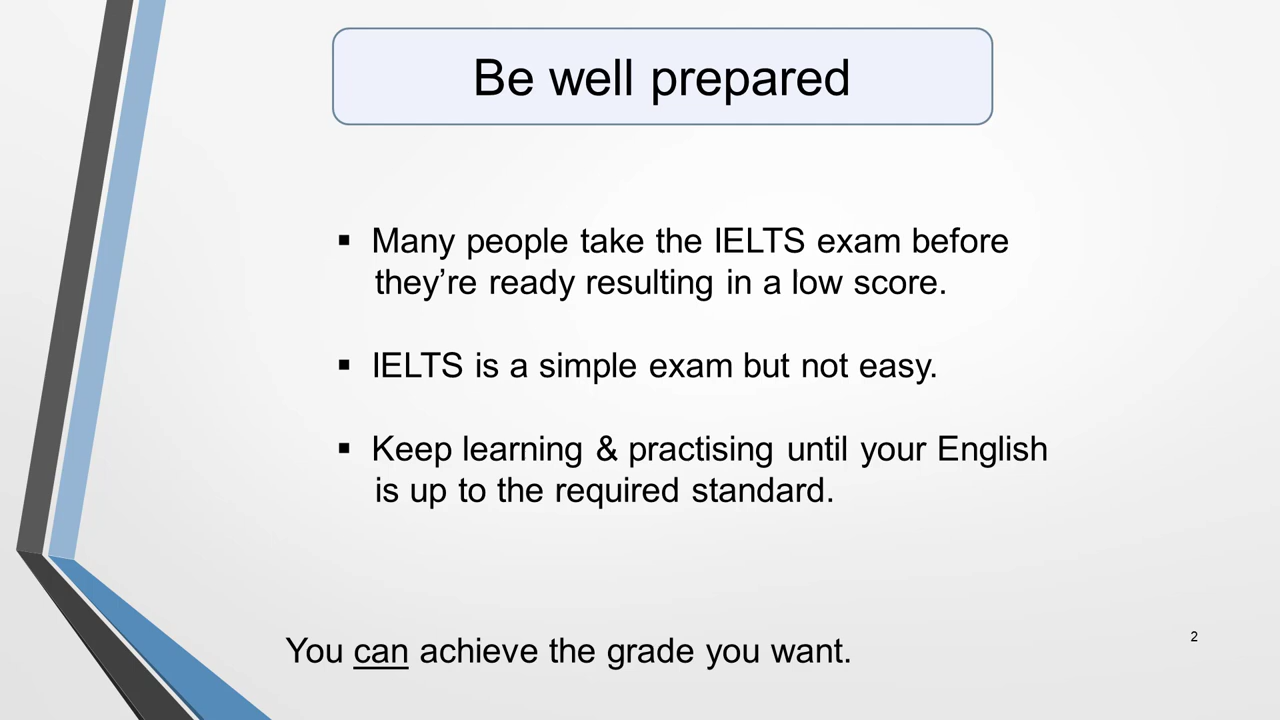 Be well prepared
▪ Many people take the IELTS exam before
they’re ready resulting in a low score.
▪ IELTS is a simple exam but not easy.
▪ Keep learning & practising until your English
is up to the required standard.
2
You can achieve the grade you want.